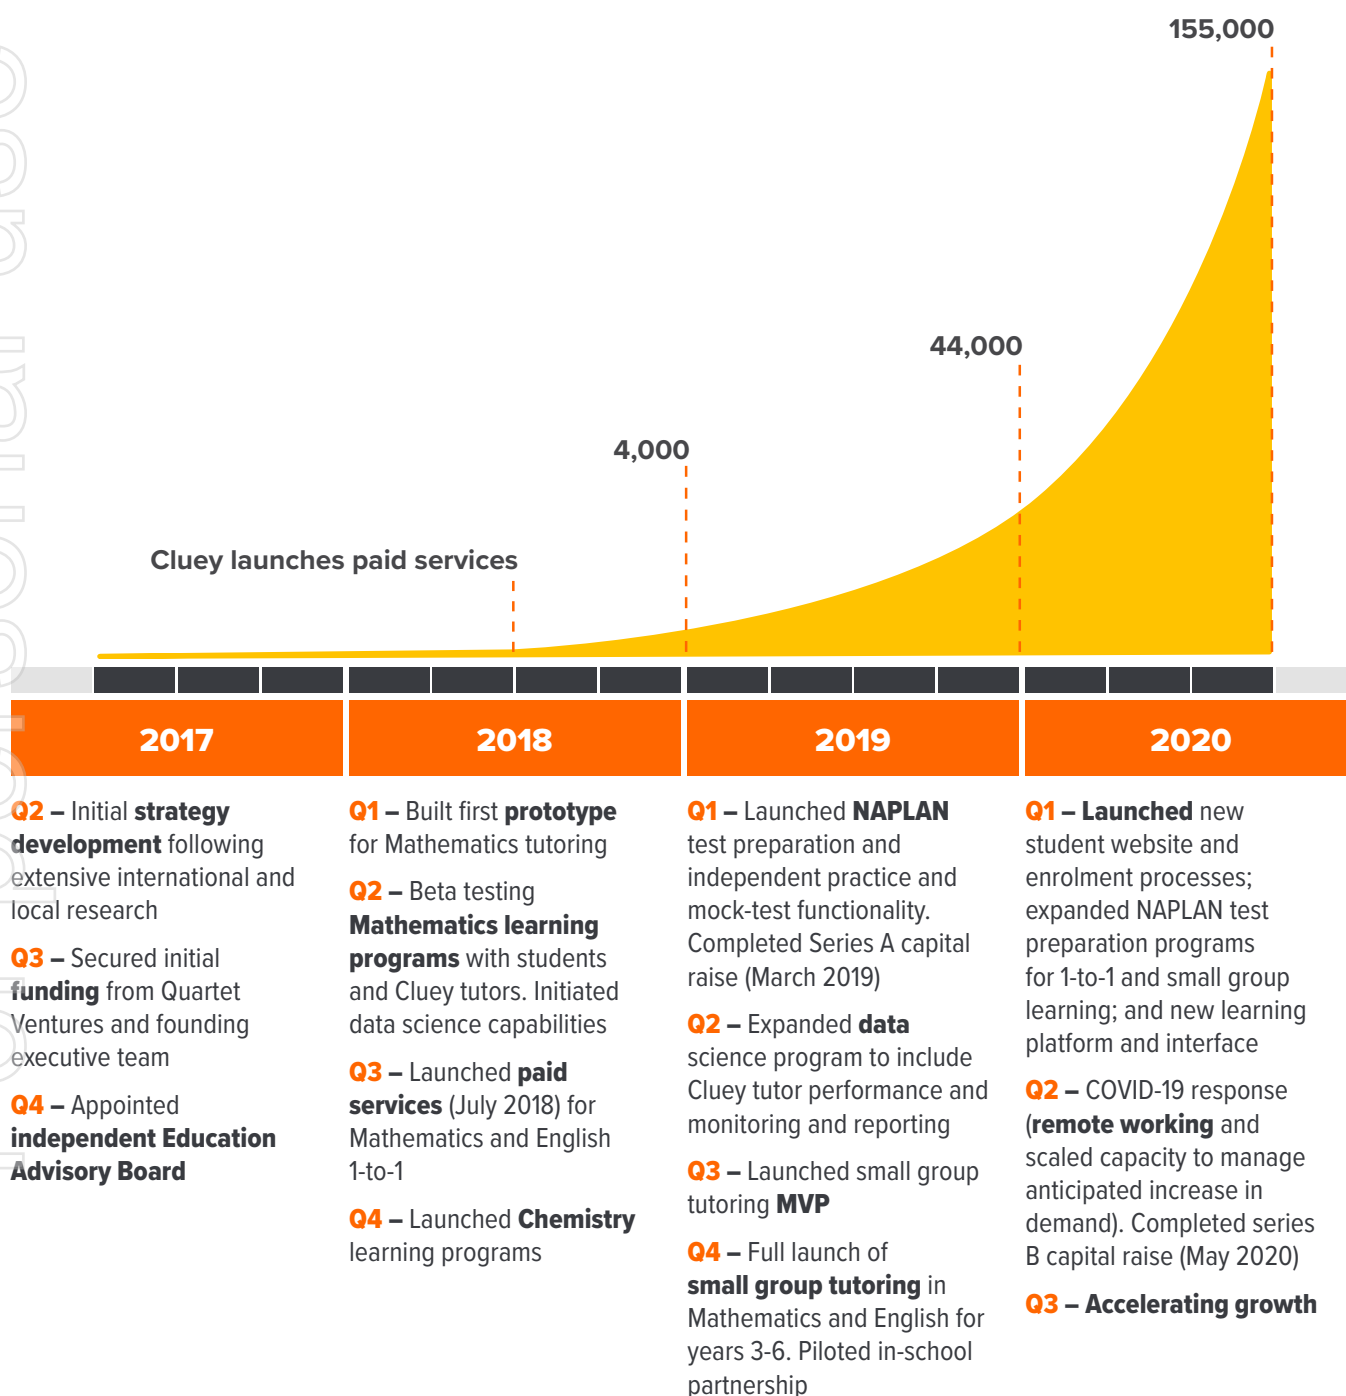 155,000
44,000
4,000
Cluey launches paid services
2017
2018
2019
2020
Q2 – Initial strategy
development following
extensive international and
local research
Q3 – Secured initial
funding from Quartet
Ventures and founding
executive team
Q4 – Appointed
independent Education
Advisory Board
Q1 – Built first prototype
for Mathematics tutoring
Q2 – Beta testing
Mathematics learning
programs with students
and Cluey tutors. Initiated
data science capabilities
Q3 – Launched paid
services (July 2018) for
Mathematics and English
1-to-1
Q4 – Launched Chemistry
learning programs
Q1 – Launched NAPLAN
test preparation and
independent practice and
mock-test functionality.
Completed Series A capital
raise (March 2019)
Q2 – Expanded data
science program to include
Cluey tutor performance and
monitoring and reporting
Q3 – Launched small group
tutoring MVP
Q4 – Full launch of
small group tutoring in
Mathematics and English for
years 3-6. Piloted in-school
partnership
Q1 – Launched new
student website and
enrolment processes;
expanded NAPLAN test
preparation programs
for 1-to-1 and small group
learning; and new learning
platform and interface
Q2 – COVID-19 response
(remote working and
scaled capacity to manage
anticipated increase in
demand). Completed series
B capital raise (May 2020)
Q3 – Accelerating growth